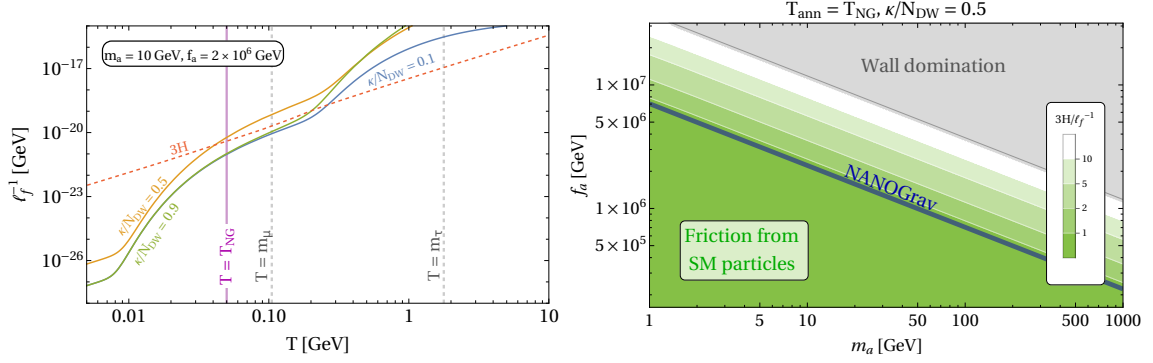 m_a = 10 GeV, f_a = 2 × 10^6 GeV
κ/N_DW = 0.1
3H
κ/N_DW = 0.5
κ/N_DW = 0.9
T = T_NG
T = m_μ
T = m_τ
10^-17
10^-20
10^-23
10^-26
ℓ_f^-1 [GeV]
0.01
0.10
1
10
T [GeV]
T_ann = T_NG, κ/N_DW = 0.5
Wall domination
3H/ℓ_f^-1
10
5
2
1
NANOGrav
Friction from
SM particles
1×10^7
5×10^6
1×10^6
5×10^5
f_a [GeV]
1
5
10
50
100
500
1000
m_a [GeV]